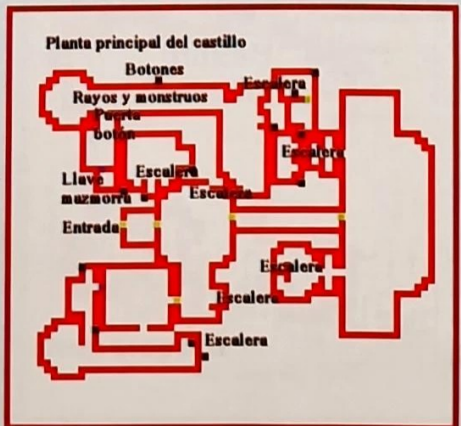 Planta principal del castillo
Botones
Escalera
Rayos y monstruos
Puerta
botón
Escalera
Llave
mazmorra
Escalera
Escalera
Entrada
Escalera
Escalera
Escalera